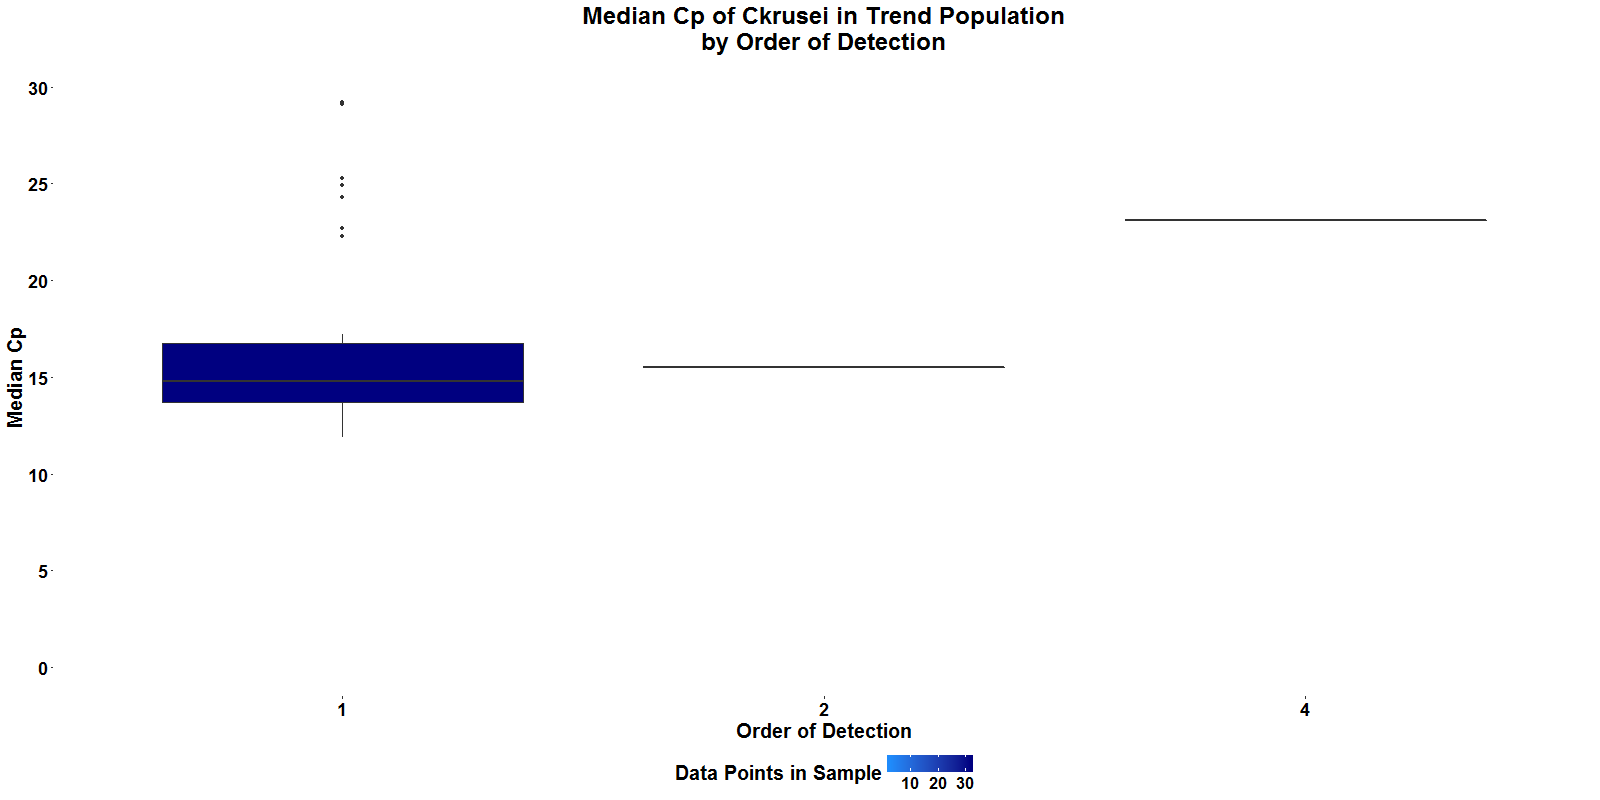 Median Cp of Ckrusei in Trend Population
by Order of Detection
30
25
20
15
10
5
0
Median Cp
1 2 4
Order of Detection
Data Points in Sample
10 20 30